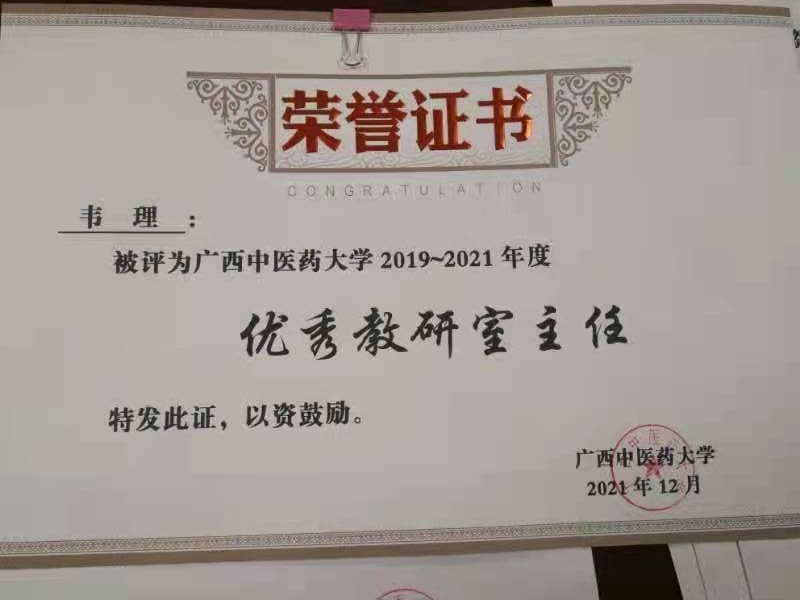 荣誉证书
CONGRATULATION
韦 理 ：
被评为广西中医药大学 2019~2021 年度
优秀教研室主任
特发此证，以资鼓励。
广西中医药大学
2021 年 12 月